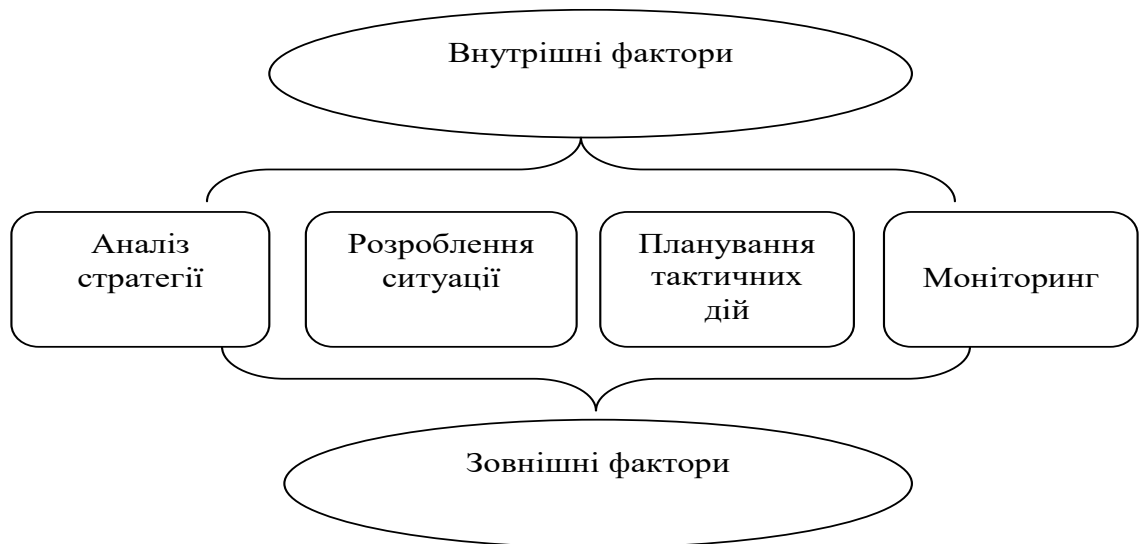 Внутрішні фактори
Аналіз
стратегії
Розроблення
ситуації
Планування
тактичних
дій
Моніторинг
Зовнішні фактори